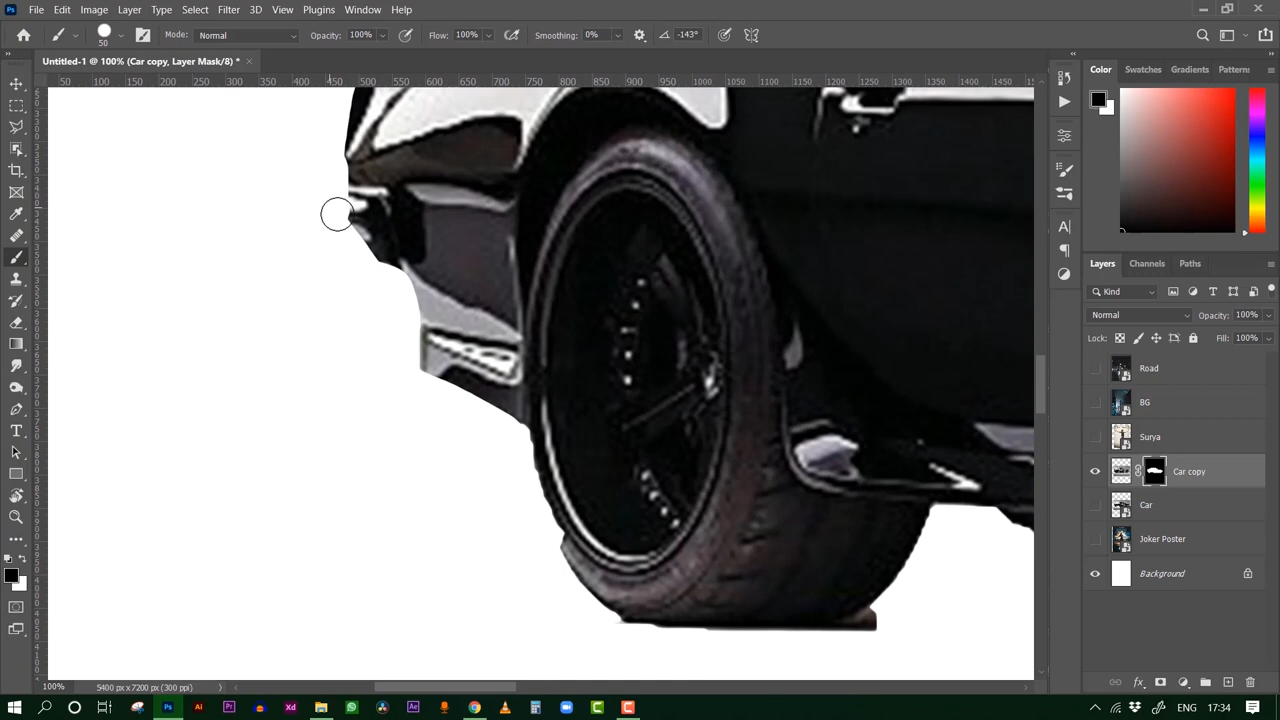 File Edit Image Layer Type Select Filter 3D View Plugins Window Help
50 Mode: Normal Opacity: 100% Flow: 100% Smoothing: 0% -143°
Untitled-1 @ 100% (Car copy, Layer Mask/8) *
50 100 150 200 250 300 350 400 450 500 550 600 650 700 750 800 850 900 950 1000 1050 1100 1150 1200 1250 1300 1350 1400 1450
Color Swatches Gradients Patterns
Layers Channels Paths
Kind
Normal Opacity: 100%
Lock: Fill: 100%
Road
BG
Surya
Car copy
Car
Joker Poster
Background
100% 5400 px x 7200 px (300 ppi)
ENG 17:34